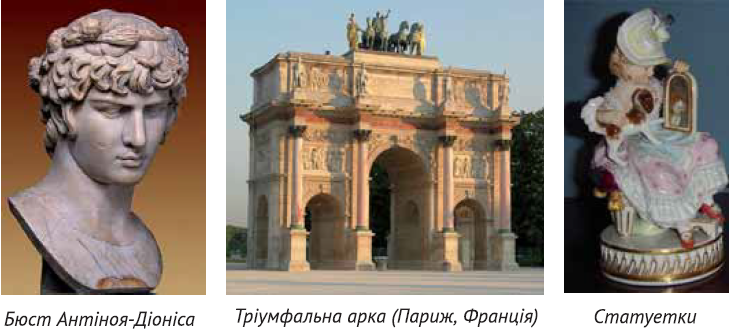 Бюст Антіноя-Діоніса
Тріумфальна арка (Париж, Франція)
Статуетки